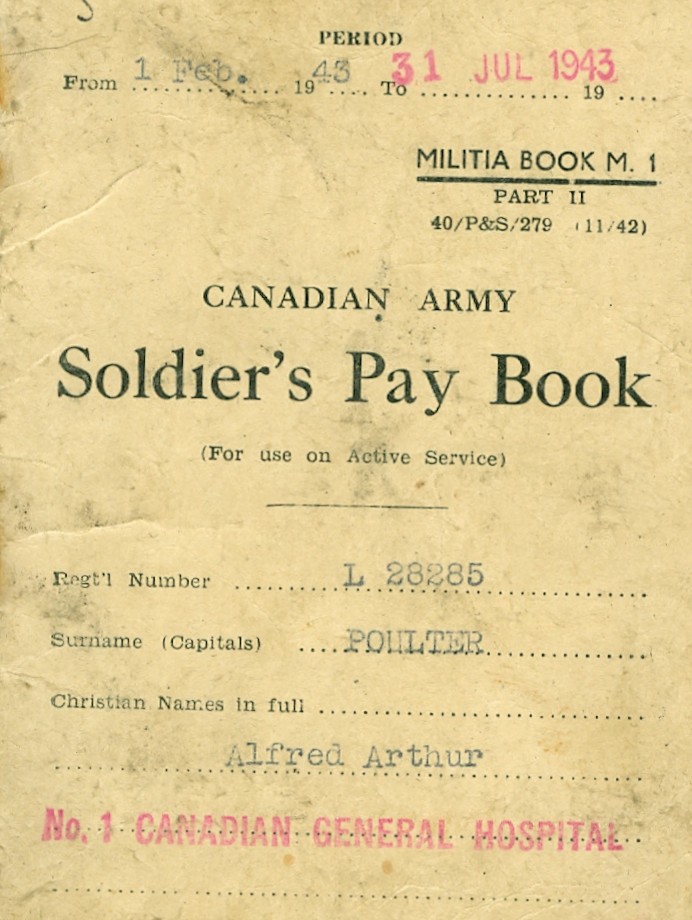 PERIOD
From 1 Feb. 1943 To 31 JUL 1943 19
MILITIA BOOK M. 1
PART II
40/P&S/279 (11/42)
CANADIAN ARMY
Soldier's Pay Book
(For use on Active Service)
Regt'l Number L 28285
Surname (Capitals) POULTER
Christian Names in full
Alfred Arthur
No. 1 CANADIAN GENERAL HOSPITAL